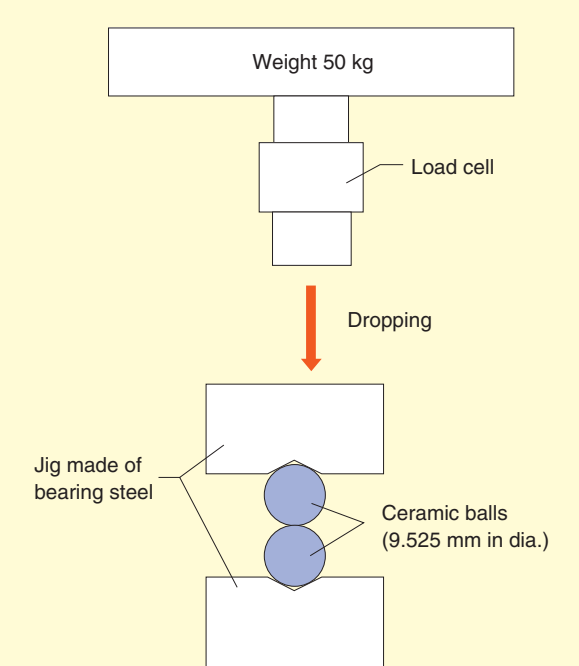 Weight 50 kg
Load cell
Dropping
Jig made of
bearing steel
Ceramic balls
(9.525 mm in dia.)